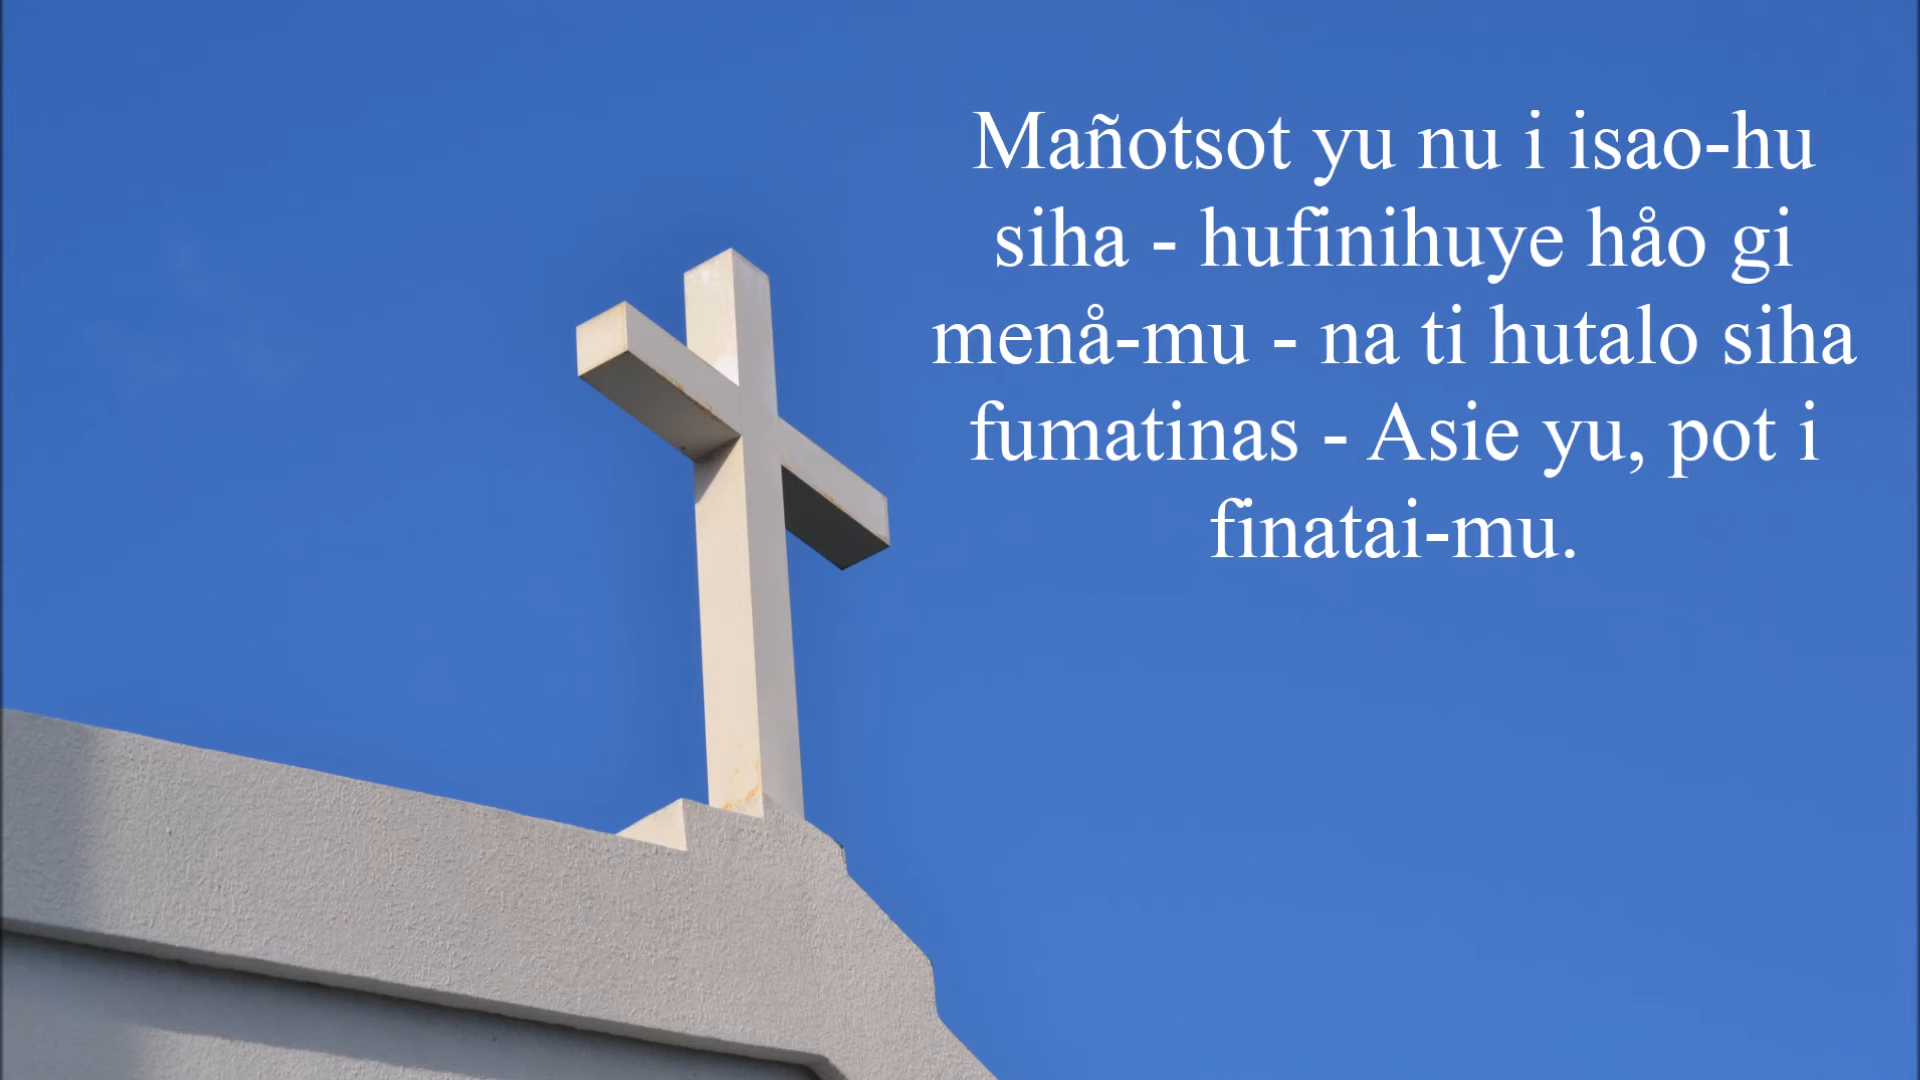 Mañotsot yu nu i isao-hu
siha - hufinihuye håo gi
menå-mu - na ti hutalo siha
fumatinas - Asie yu, pot i
finatai-mu.